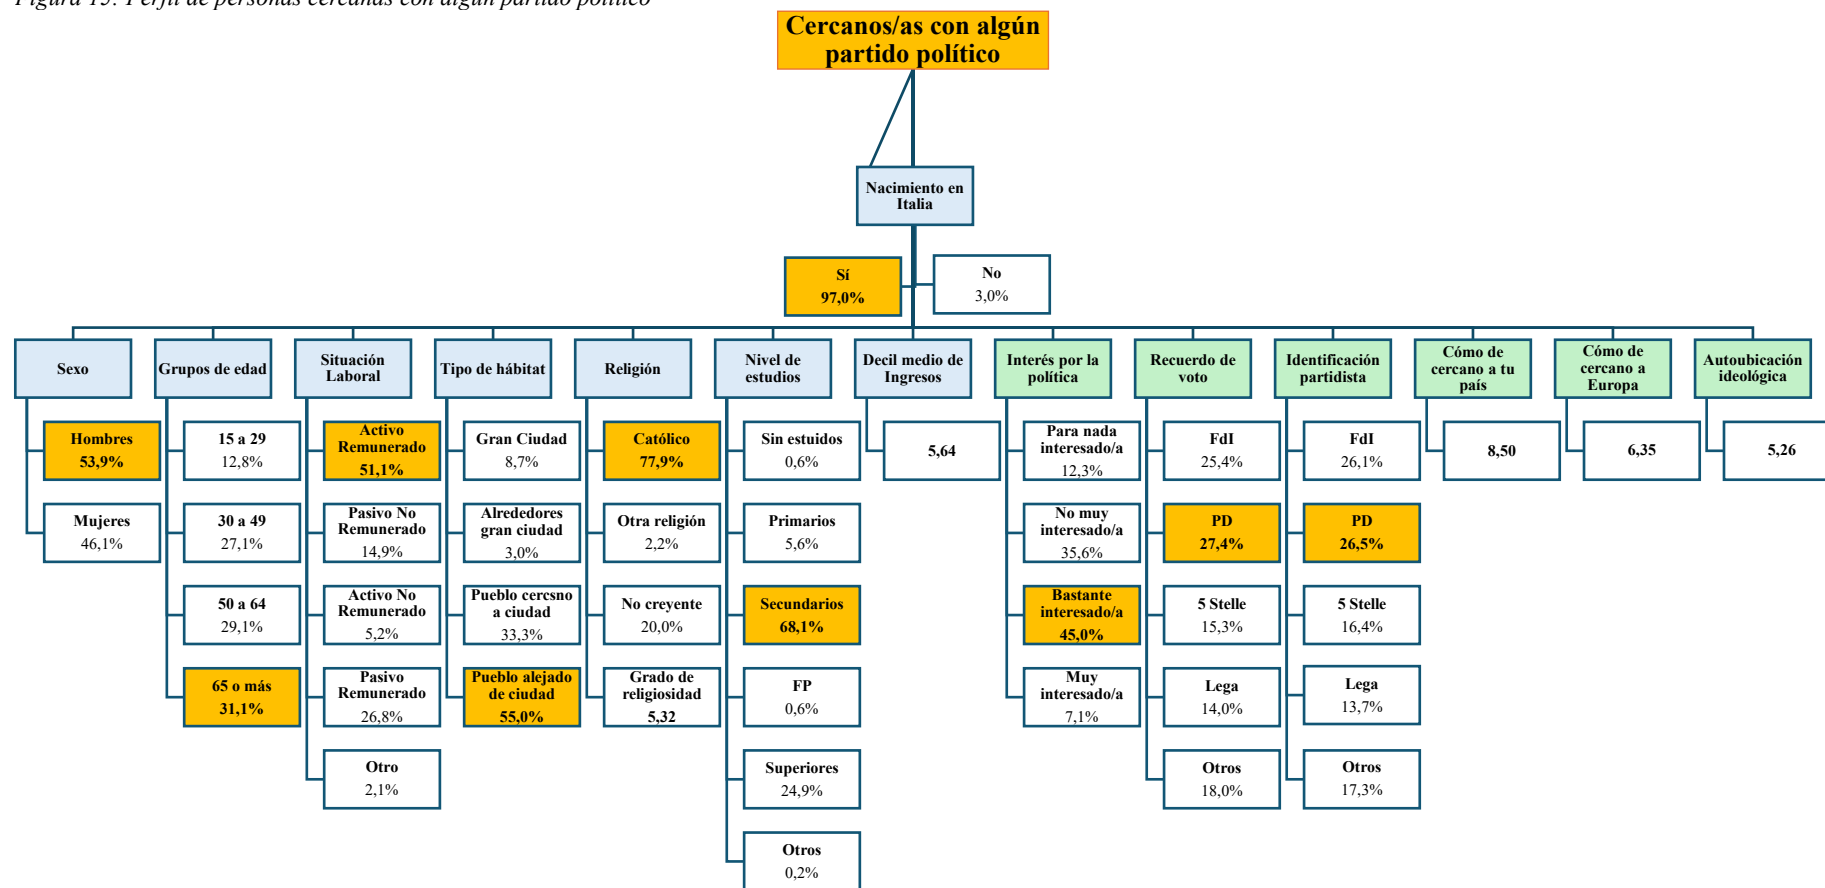 Figura 15. Perfil de personas cercanas con algún partido político
Cercanos/as con algún
partido político
Nacimiento en
Italia
Sí
97,0%
No
3,0%
Sexo
Hombres
53,9%
Mujeres
46,1%
Grupos de edad
15 a 29
12,8%
30 a 49
27,1%
50 a 64
29,1%
65 o más
31,1%
Situación
Laboral
Activo
Remunerado
51,1%
Pasivo No
Remunerado
14,9%
Activo No
Remunerado
5,2%
Pasivo
Remunerado
26,8%
Otro
2,1%
Tipo de hábitat
Gran Ciudad
8,7%
Alrededores
gran ciudad
3,0%
Pueblo cercsno
a ciudad
33,3%
Pueblo alejado
de ciudad
55,0%
Religión
Católico
77,9%
Otra religión
2,2%
No creyente
20,0%
Grado de
religiosidad
5,32
Nivel de
estudios
Sin estuidos
0,6%
Primarios
5,6%
Secundarios
68,1%
FP
0,6%
Superiores
24,9%
Otros
0,2%
Decil medio de
Ingresos
5,64
Interés por la
política
Para nada
interesado/a
12,3%
No muy
interesado/a
35,6%
Bastante
interesado/a
45,0%
Muy
interesado/a
7,1%
Recuerdo de
voto
FdI
25,4%
PD
27,4%
5 Stelle
15,3%
Lega
14,0%
Otros
18,0%
Identificación
partidista
FdI
26,1%
PD
26,5%
5 Stelle
16,4%
Lega
13,7%
Otros
17,3%
Cómo de
cercano a tu
país
8,50
Cómo de
cercano a
Europa
6,35
Autoubicación
ideológica
5,26